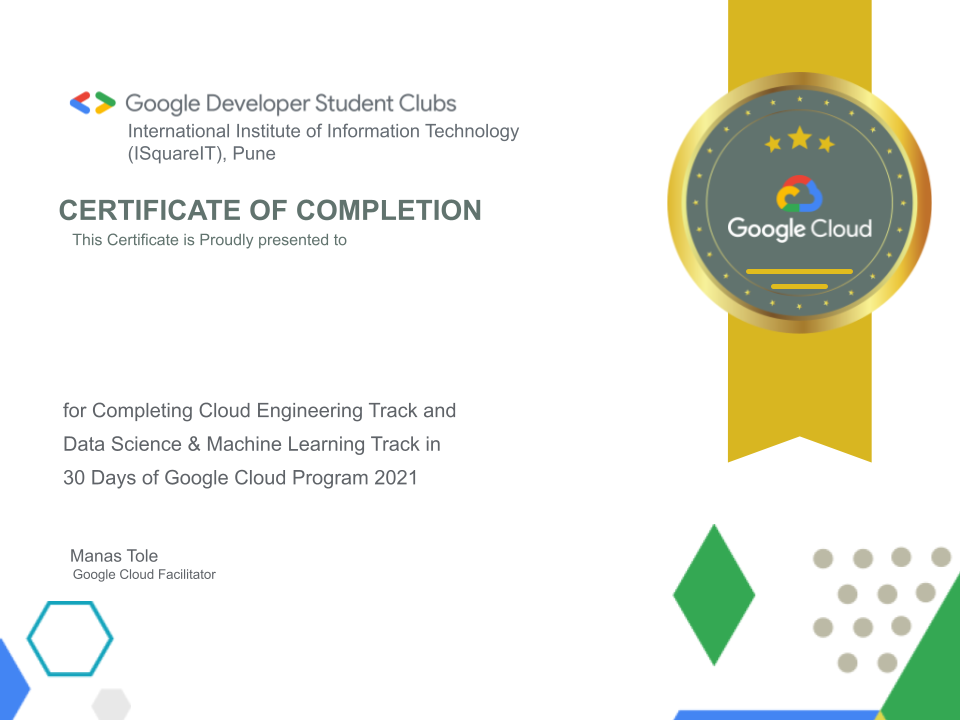 Google Developer Student Clubs
International Institute of Information Technology
(ISquareIT), Pune
CERTIFICATE OF COMPLETION
This Certificate is Proudly presented to
Google Cloud
for Completing Cloud Engineering Track and
Data Science & Machine Learning Track in
30 Days of Google Cloud Program 2021
Manas Tole
Google Cloud Facilitator